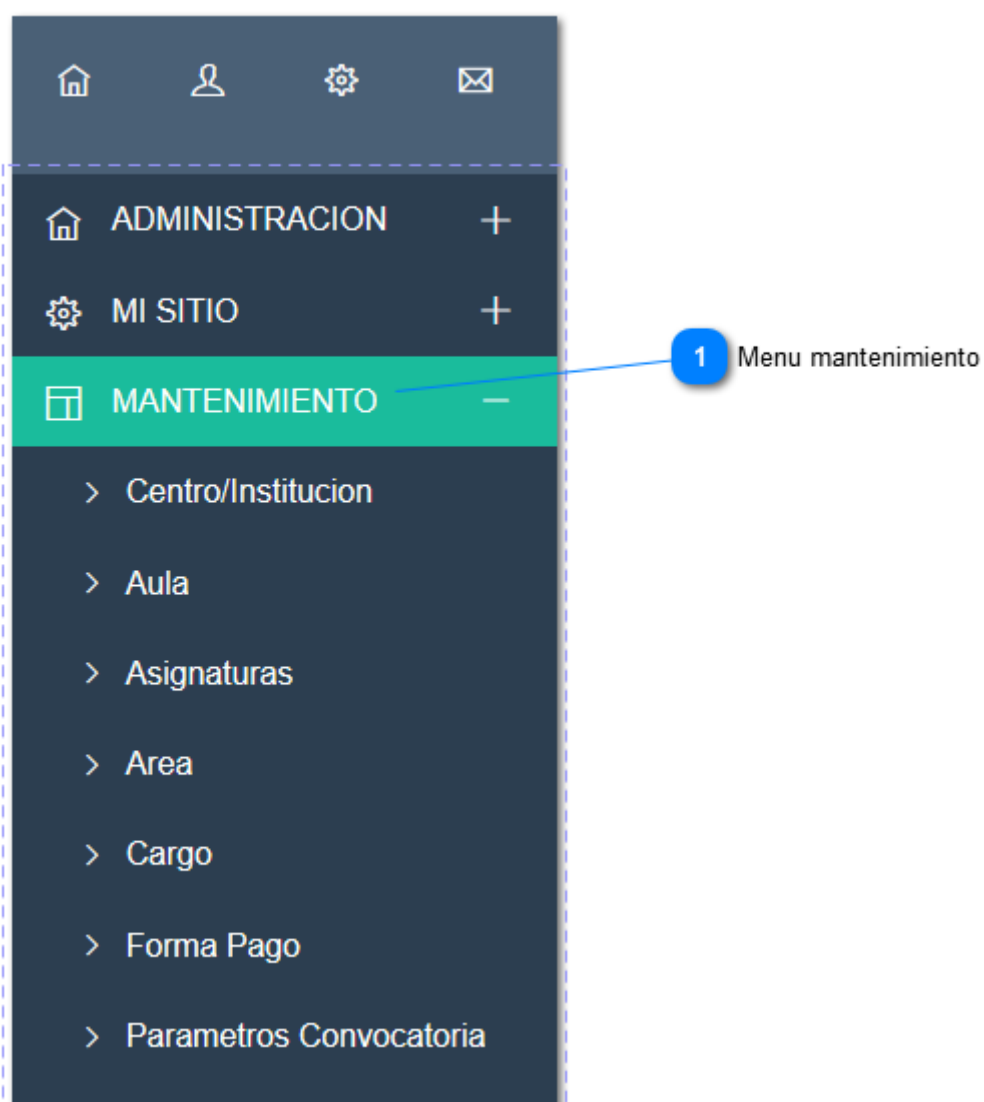 ADMINISTRACION
MI SITIO
MANTENIMIENTO
1 Menu mantenimiento
Centro/Institucion
Aula
Asignaturas
Area
Cargo
Forma Pago
Parametros Convocatoria